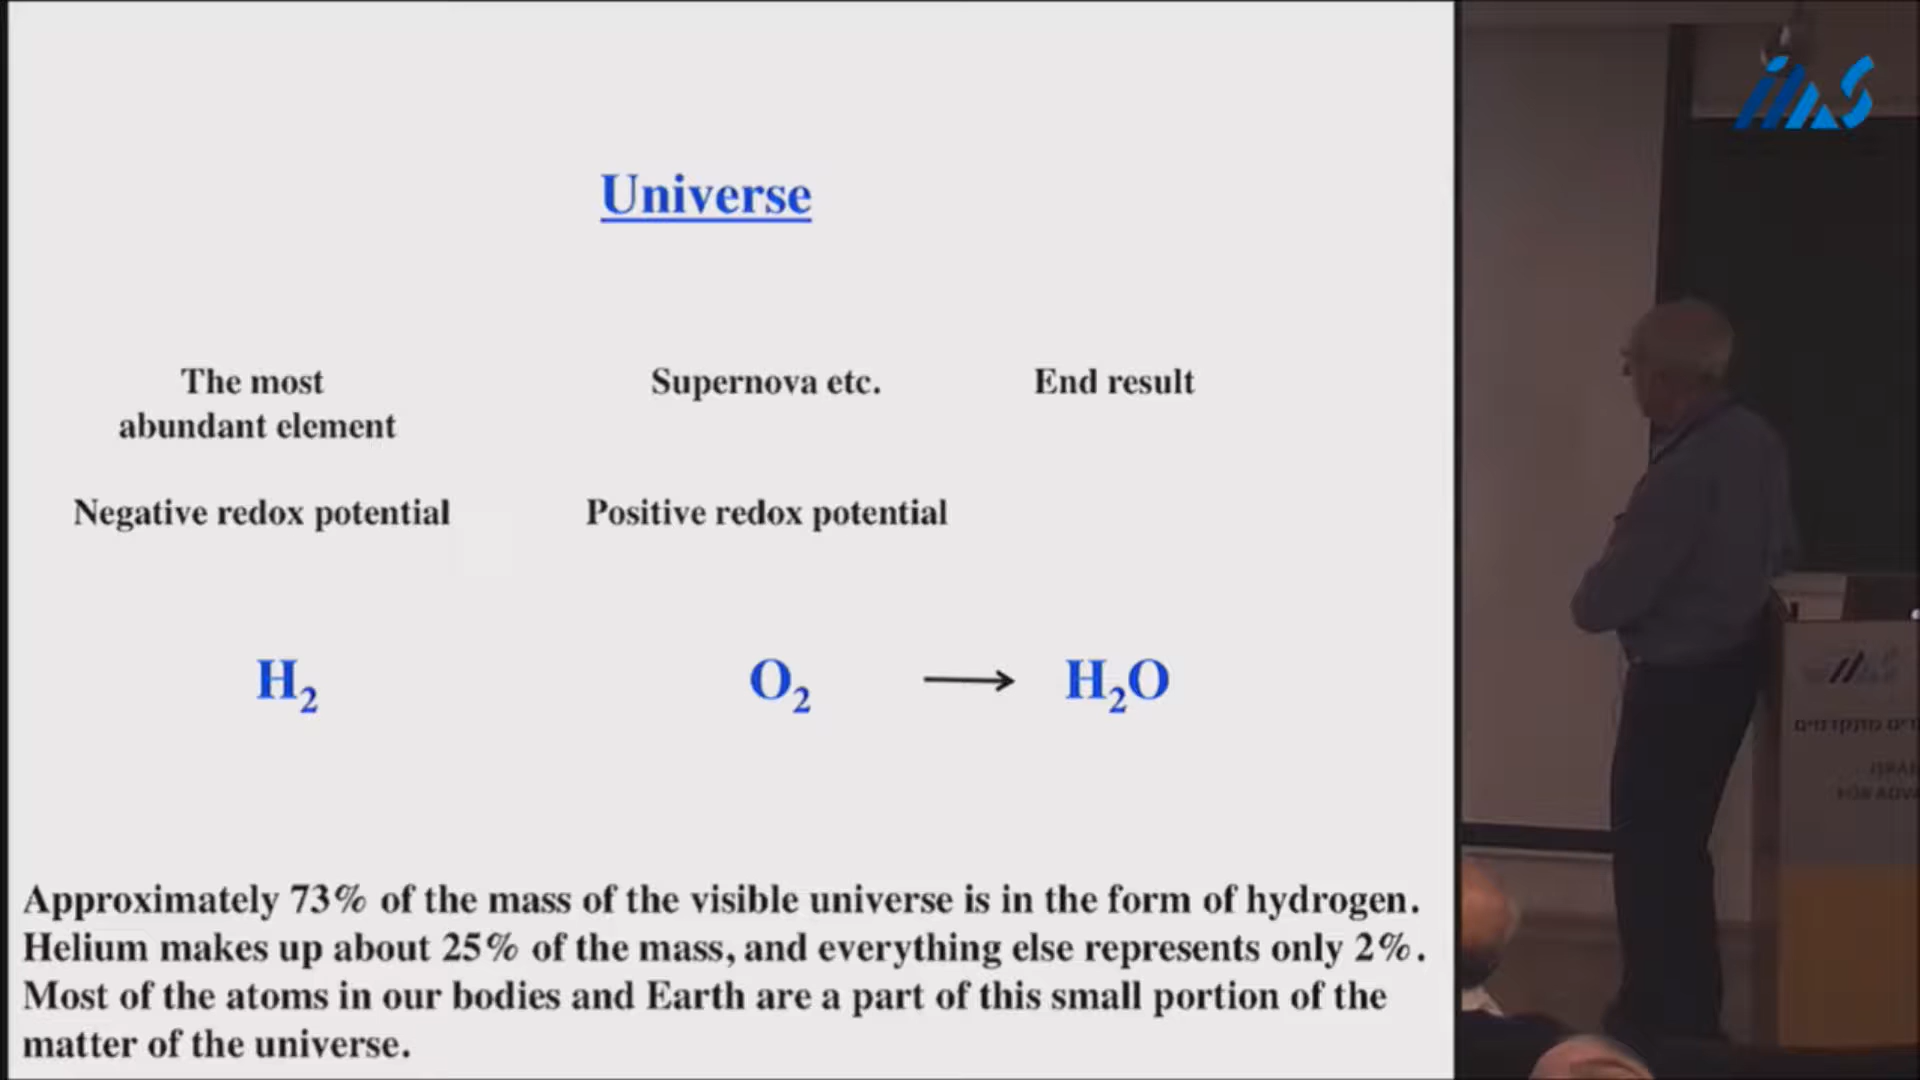 Universe
The most
abundant element
Supernova etc.
End result
Negative redox potential
Positive redox potential
H₂
O₂ → H₂O
Approximately 73% of the mass of the visible universe is in the form of hydrogen.
Helium makes up about 25% of the mass, and everything else represents only 2%.
Most of the atoms in our bodies and Earth are a part of this small portion of the
matter of the universe.
iias